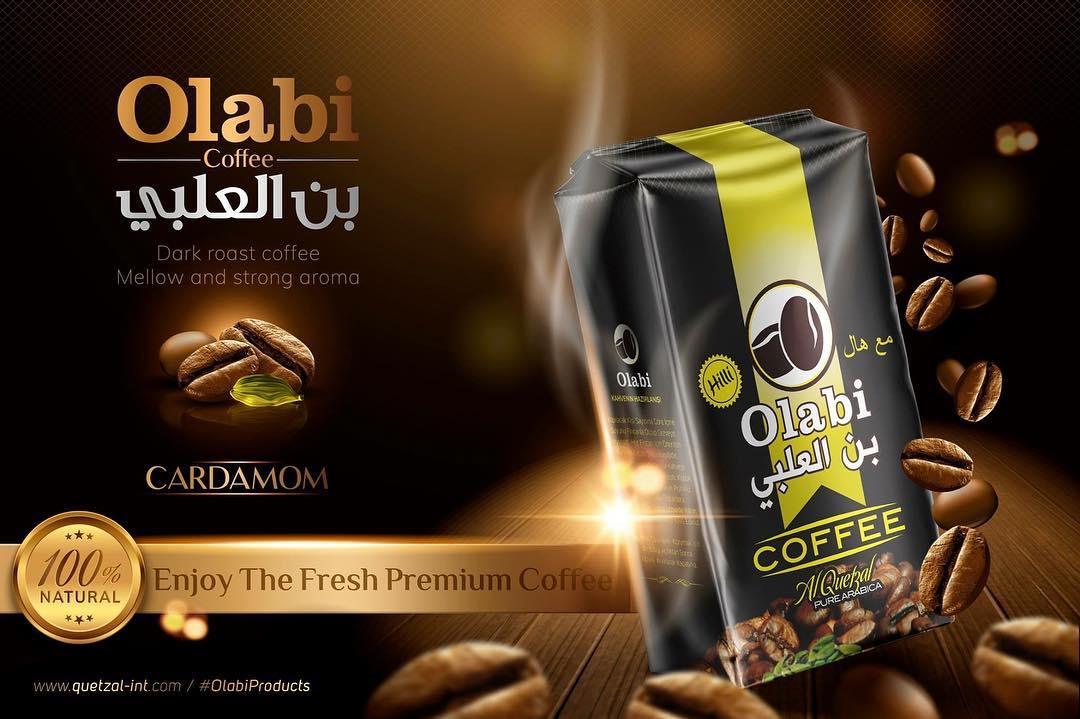 Olabi
Coffee
بن العلبي
Dark roast coffee
Mellow and strong aroma
CARDAMOM
100%
NATURAL
Enjoy The Fresh Premium Coffee
www.quetzal-int.com / #OlabiProducts
Olabi
KAHVENİN HAZIRLANIŞI
Hilli
مع هال
Olabi
بن العلبي
COFFEE
Al Quetzal
PURE ARABICA